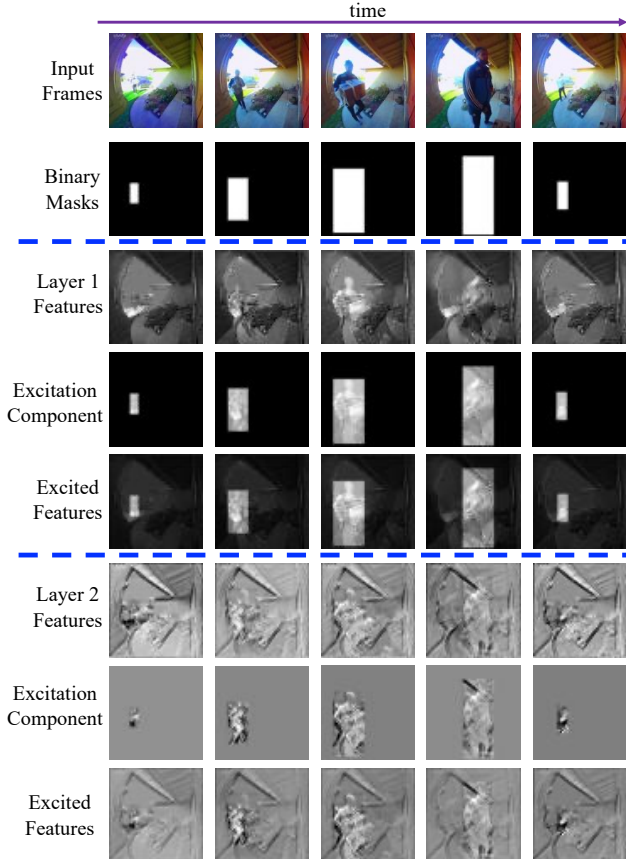 time
Input
Frames
Binary
Masks
Layer 1
Features
Excitation
Component
Excited
Features
Layer 2
Features
Excitation
Component
Excited
Features